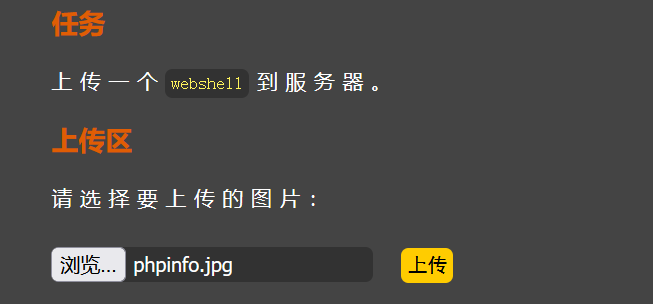 任务
上传一个 webshell 到服务器。
上传区
请选择要上传的图片：
浏览... phpinfo.jpg 上传